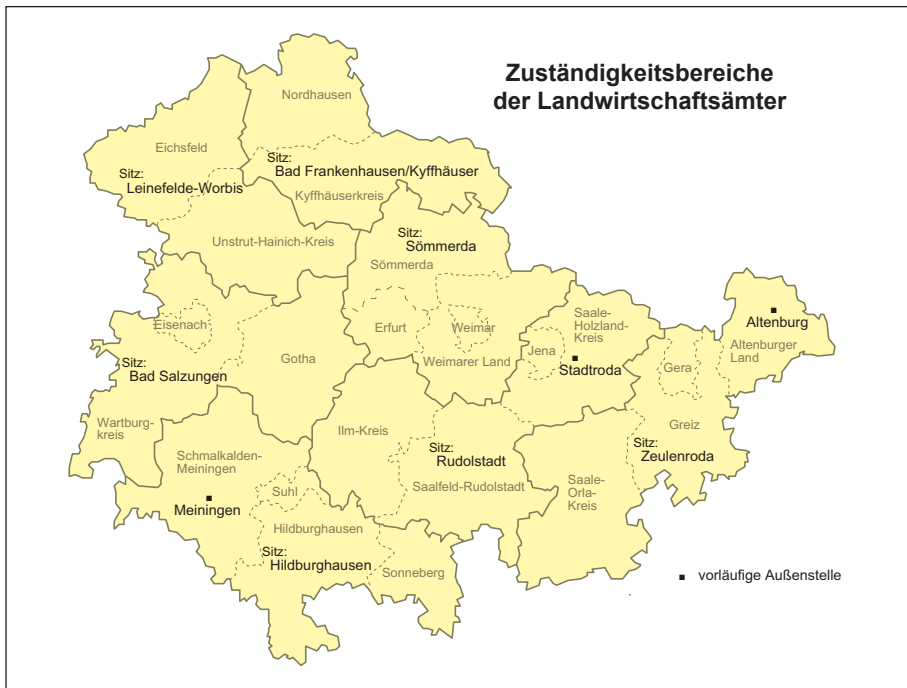 Zuständigkeitsbereiche
der Landwirtschaftsämter
Nordhausen
Eichsfeld
Sitz:
Leinefelde-Worbis
Sitz:
Bad Frankenhausen/Kyffhäuser
Kyffhäuserkreis
Unstrut-Hainich-Kreis
Sitz:
Sömmerda
Sömmerda
Eisenach
Gotha
Erfurt
Weimar
Weimarer Land
Saale-
Holzland-
Kreis
Jena
Stadtroda
Altenburg
Altenburger
Land
Gera
Sitz:
Bad Salzungen
Wartburg-
kreis
Schmalkalden-
Meiningen
Ilm-Kreis
Sitz:
Rudolstadt
Saalfeld-Rudolstadt
Greiz
Sitz:
Zeulenroda
Saale-
Orla-
Kreis
Suhl
Meiningen
Hildburghausen
Sitz:
Hildburghausen
Sonneberg
vorläufige Außenstelle